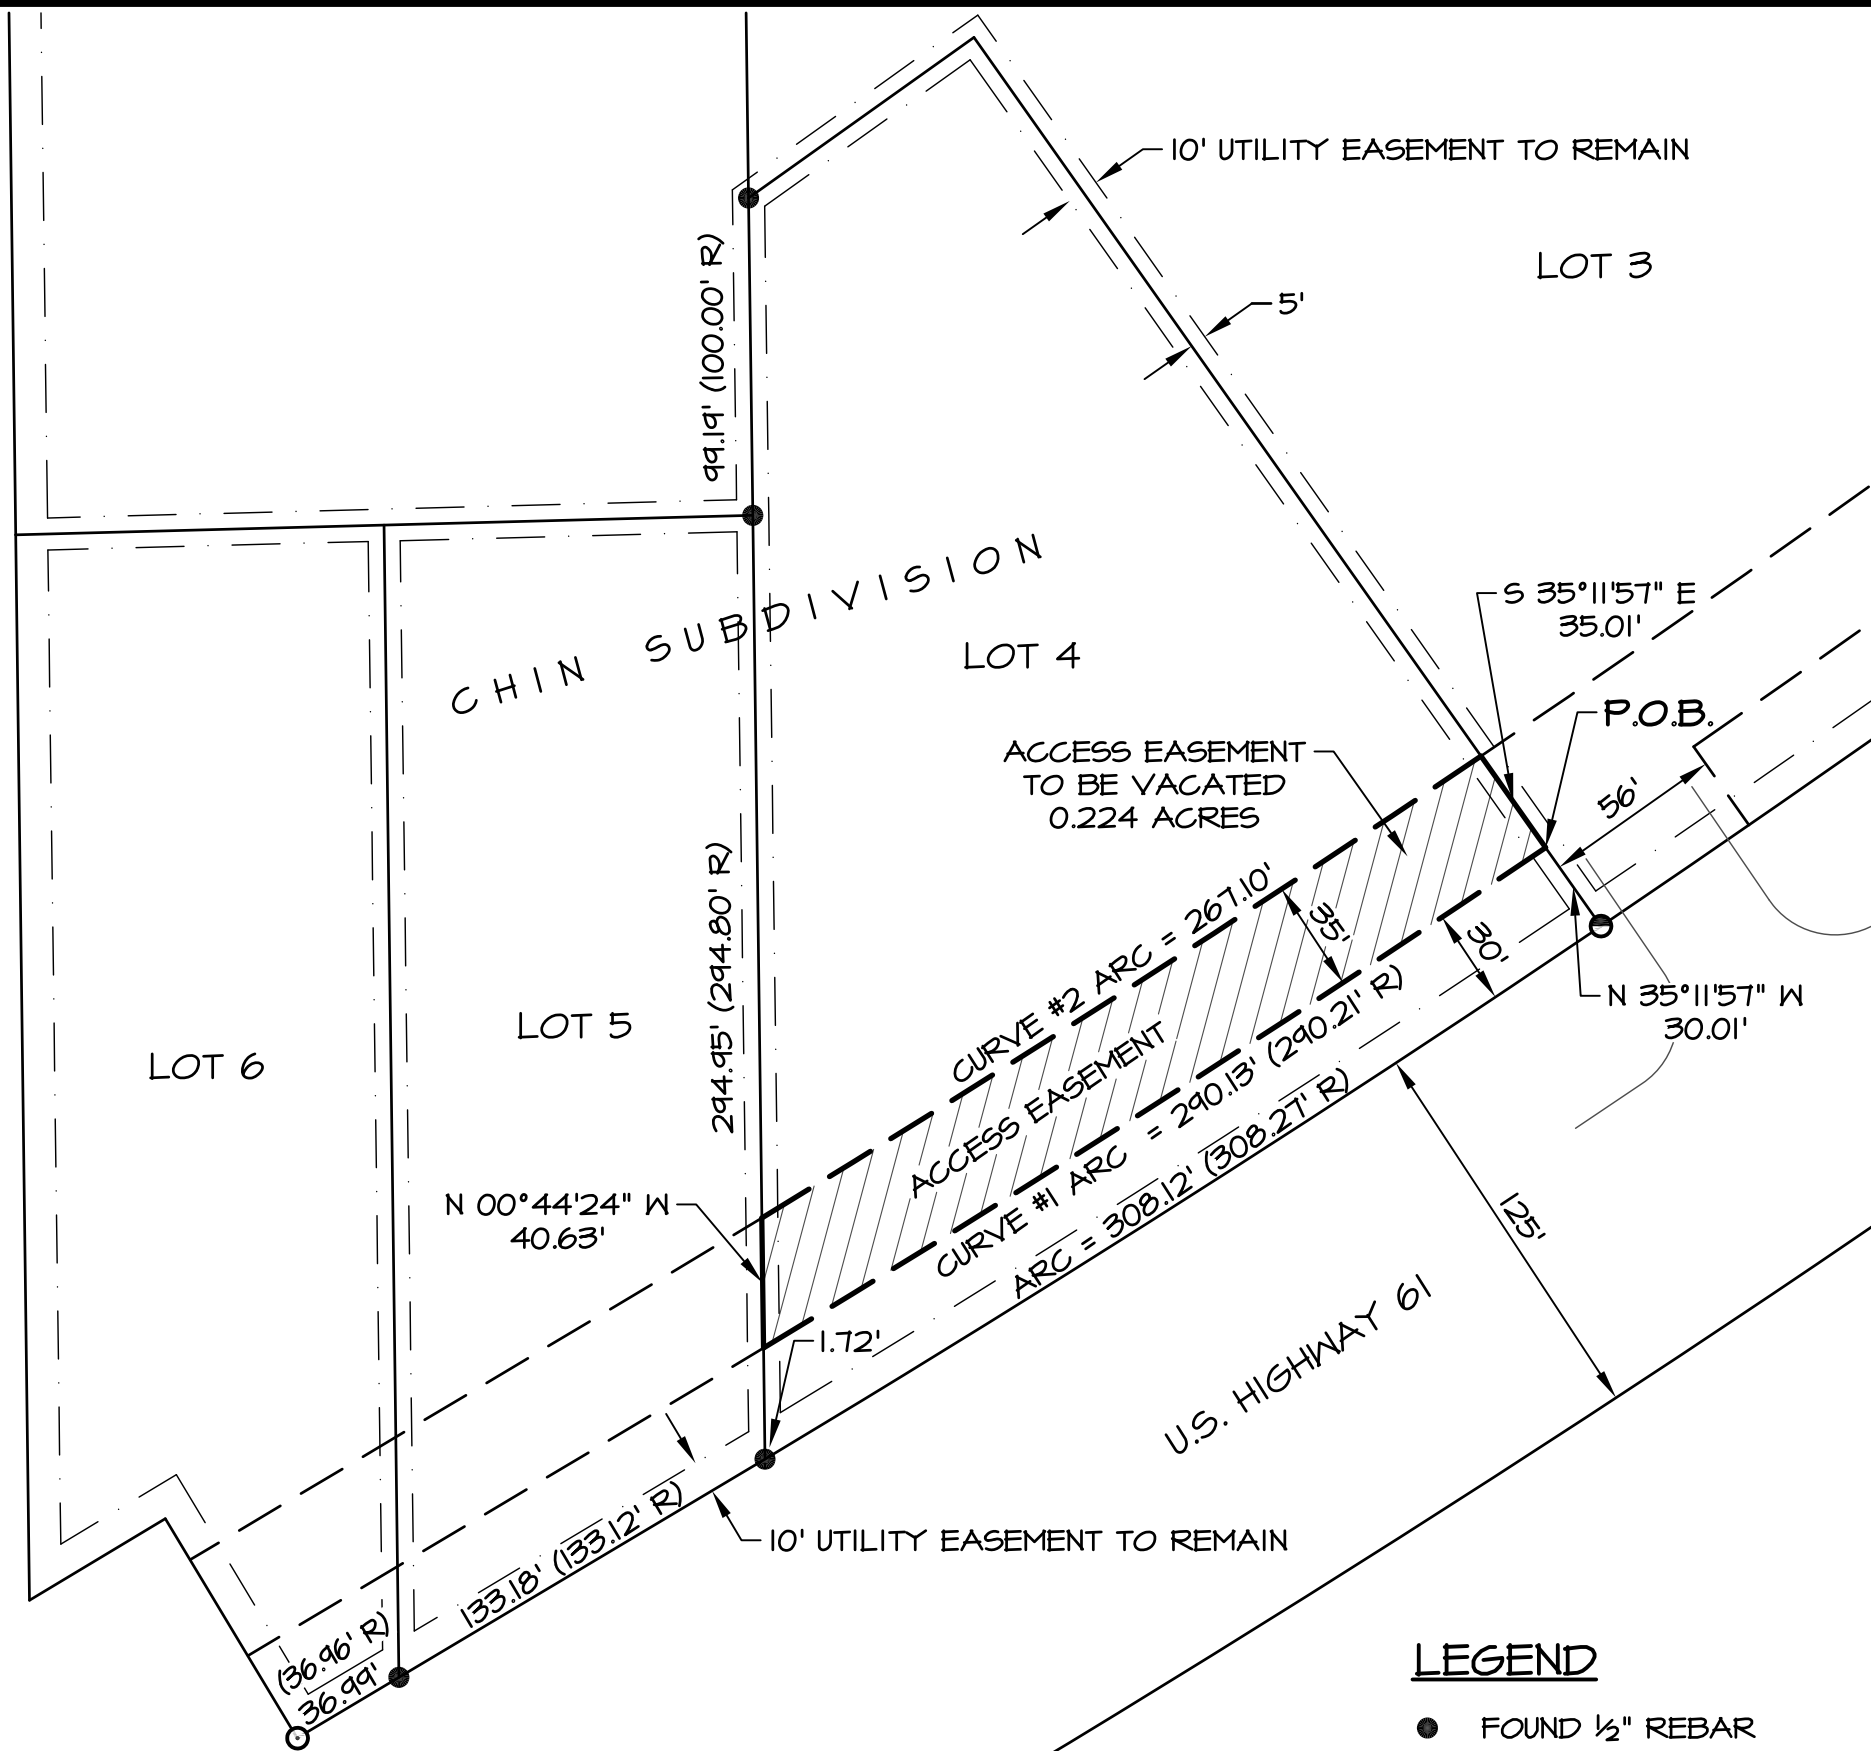 10' UTILITY EASEMENT TO REMAIN
LOT 3
99.19' (100.00' R)
5'
CHIN SUBDIVISION
S 35°11'57" E
35.01'
LOT 4
P.O.B.
ACCESS EASEMENT
TO BE VACATED
0.224 ACRES
56'
294.95' (294.80' R)
CURVE #2 ARC = 267.10'
35'
30'
N 35°11'57" W
30.01'
LOT 5
LOT 6
ACCESS EASEMENT
CURVE #1 ARC = 290.13' (290.21' R)
ARC = 308.12' (308.27' R)
N 00°44'24" W
40.63'
125'
1.72'
U.S. HIGHWAY 61
133.18' (133.12' R)
10' UTILITY EASEMENT TO REMAIN
(36.96' R)
36.99'
LEGEND
FOUND ½" REBAR